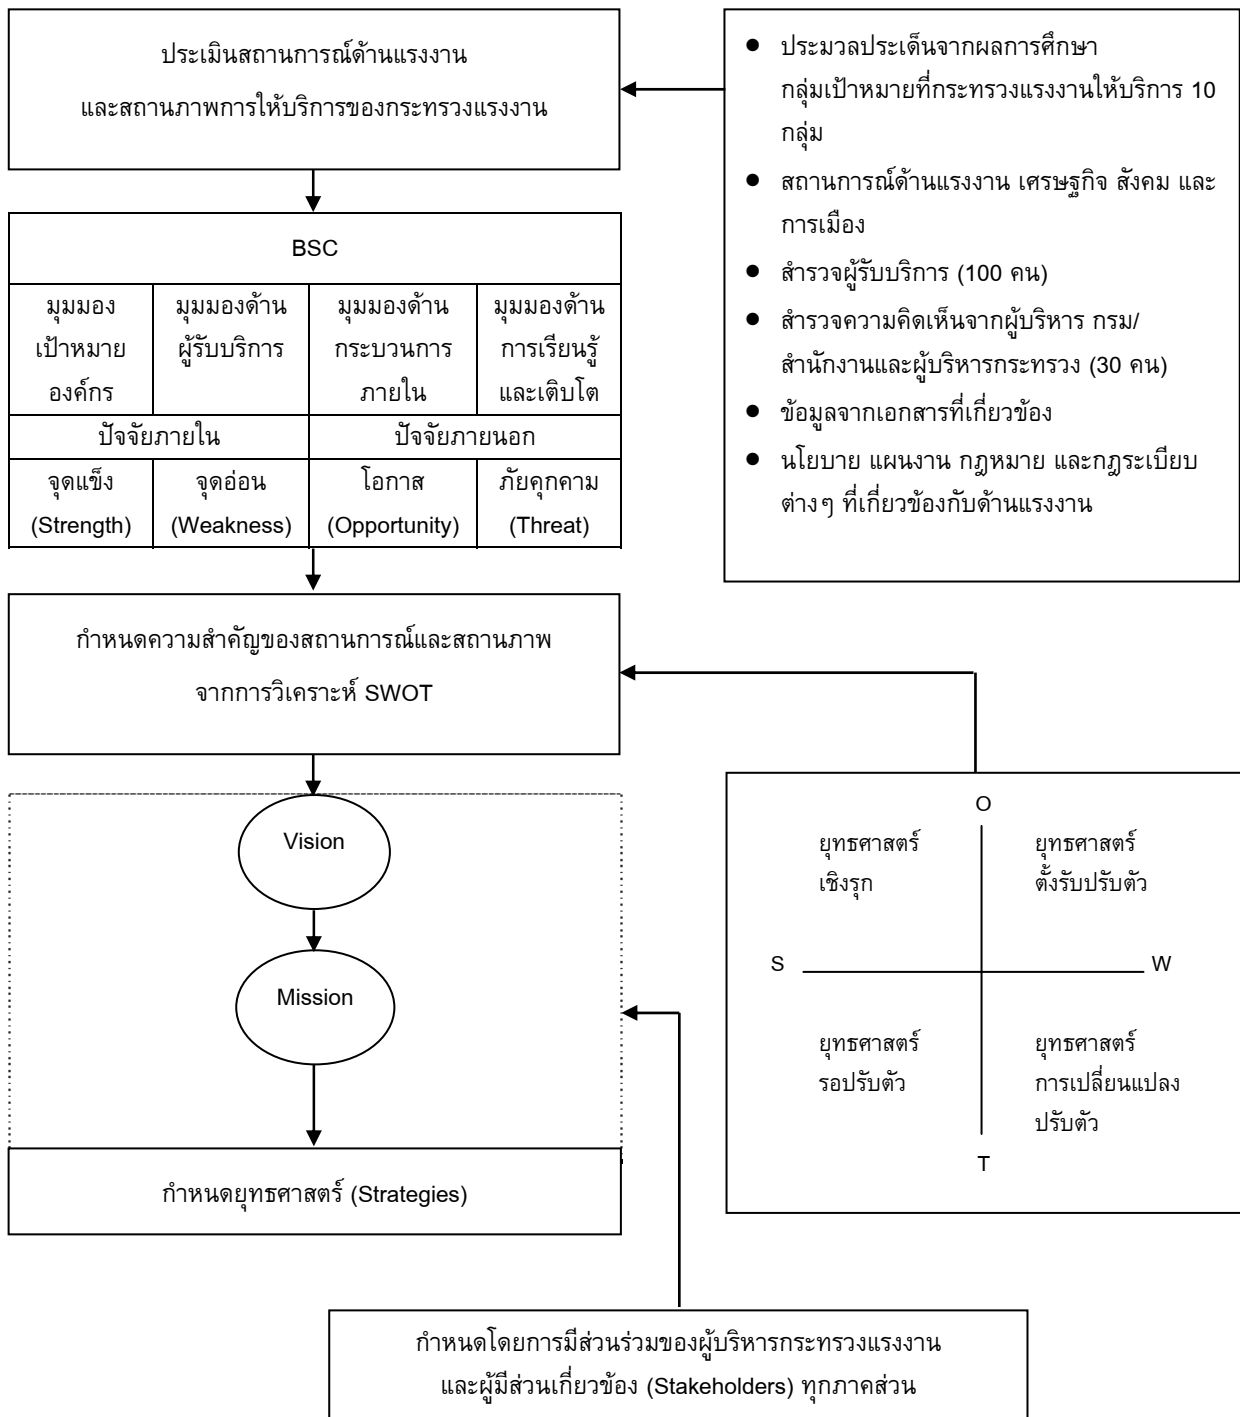 ประเมินสถานการณ์ด้านแรงงาน
และสถานภาพการให้บริการของกระทรวงแรงงาน
● ประมวลประเด็นจากผลการศึกษา
กลุ่มเป้าหมายที่กระทรวงแรงงานให้บริการ 10
กลุ่ม
● สถานการณ์ด้านแรงงาน เศรษฐกิจ สังคม และ
การเมือง
● สำรวจผู้รับบริการ (100 คน)
● สำรวจความคิดเห็นจากผู้บริหาร กรม/
สำนักงานและผู้บริหารกระทรวง (30 คน)
● ข้อมูลจากเอกสารที่เกี่ยวข้อง
● นโยบาย แผนงาน กฎหมาย และกฎระเบียบ
ต่างๆ ที่เกี่ยวข้องกับด้านแรงงาน
BSC
มุมมอง
เป้าหมาย
องค์กร
มุมมองด้าน
ผู้รับบริการ
มุมมองด้าน
กระบวนการ
ภายใน
มุมมองด้าน
การเรียนรู้
และเติบโต
ปัจจัยภายใน
ปัจจัยภายนอก
จุดแข็ง
(Strength)
จุดอ่อน
(Weakness)
โอกาส
(Opportunity)
ภัยคุกคาม
(Threat)
กำหนดความสำคัญของสถานการณ์และสถานภาพ
จากการวิเคราะห์ SWOT
Vision
Mission
กำหนดยุทธศาสตร์ (Strategies)
O
ยุทธศาสตร์
เชิงรุก
ยุทธศาสตร์
ตั้งรับปรับตัว
S
W
ยุทธศาสตร์
รอปรับตัว
ยุทธศาสตร์
การเปลี่ยนแปลง
ปรับตัว
T
กำหนดโดยการมีส่วนร่วมของผู้บริหารกระทรวงแรงงาน
และผู้มีส่วนเกี่ยวข้อง (Stakeholders) ทุกภาคส่วน